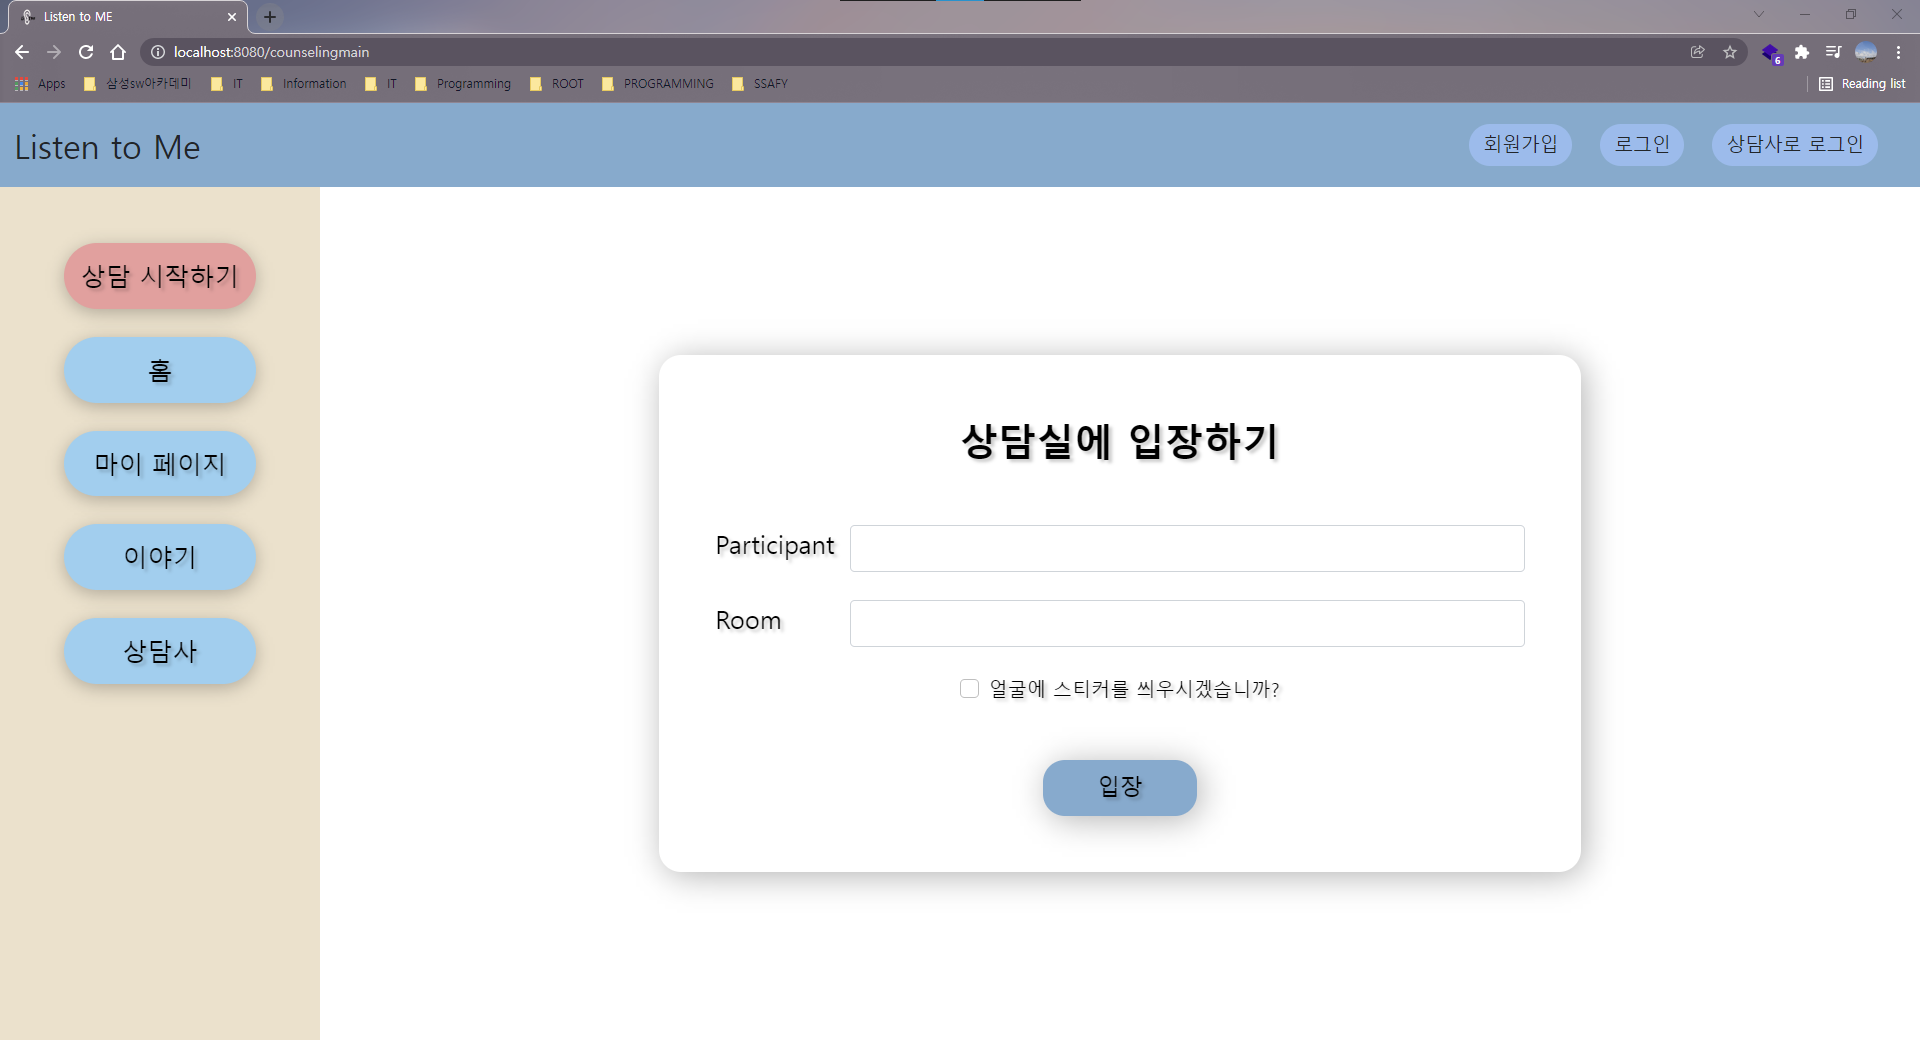 Listen to ME
localhost:8080/counselingmain
6
Apps 삼성sw아카데미 IT Information IT Programming ROOT PROGRAMMING SSAFY Reading list
Listen to Me 회원가입 로그인 상담사로 로그인
상담 시작하기
홈
마이 페이지
이야기
상담사
상담실에 입장하기
Participant
Room
얼굴에 스티커를 씌우시겠습니까?
입장